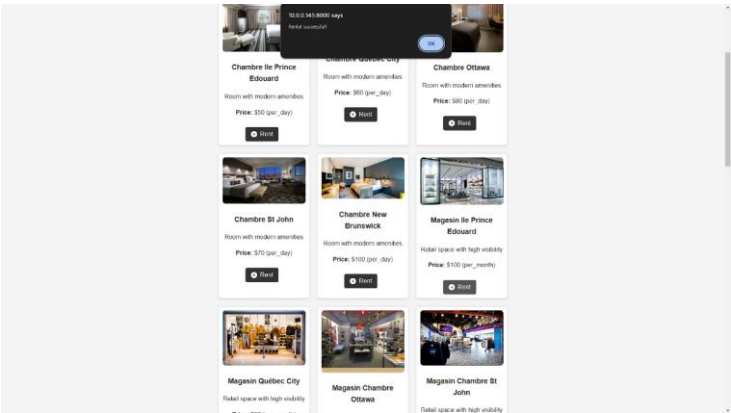 10.0.0.145:8000 says
Rental successful!
OK
Chambre Ile Prince
Edouard
Room with modern amenities
Price: $50 (per_day)
Rent
Chambre Québec City
Room with modern amenities
Price: $60 (per_day)
Rent
Chambre Ottawa
Room with modern amenities
Price: $80 (per_day)
Rent
Chambre St John
Room with modern amenities
Price: $70 (per_day)
Rent
Chambre New
Brunswick
Room with modern amenities
Price: $100 (per_day)
Rent
Magasin Ile Prince
Edouard
Retail space with high visibility
Price: $100 (per_month)
Rent
Magasin Québec City
Retail space with high visibility
Magasin Chambre
Ottawa
Magasin Chambre St
John
Retail space with high visibility